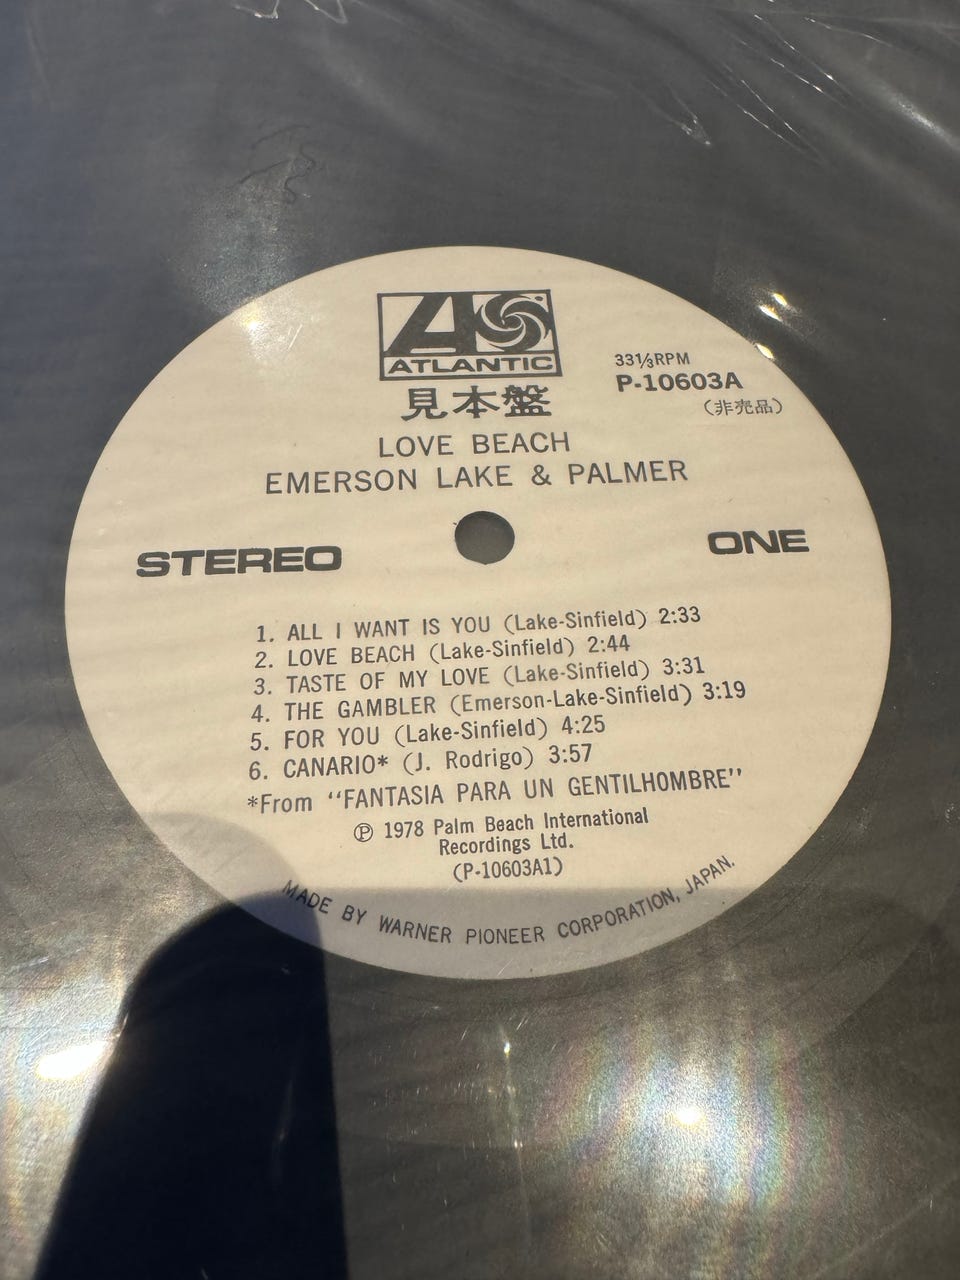 ATLANTIC
33⅓RPM
P-10603A
(非売品)
見本盤
LOVE BEACH
EMERSON LAKE & PALMER
STEREO
ONE
1. ALL I WANT IS YOU (Lake-Sinfield) 2:33
2. LOVE BEACH (Lake-Sinfield) 2:44
3. TASTE OF MY LOVE (Lake-Sinfield) 3:31
4. THE GAMBLER (Emerson-Lake-Sinfield) 3:19
5. FOR YOU (Lake-Sinfield) 4:25
6. CANARIO* (J. Rodrigo) 3:57
*From "FANTASIA PARA UN GENTILHOMBRE"
Ⓟ 1978 Palm Beach International
Recordings Ltd.
(P-10603A1)
MADE BY WARNER PIONEER CORPORATION, JAPAN.